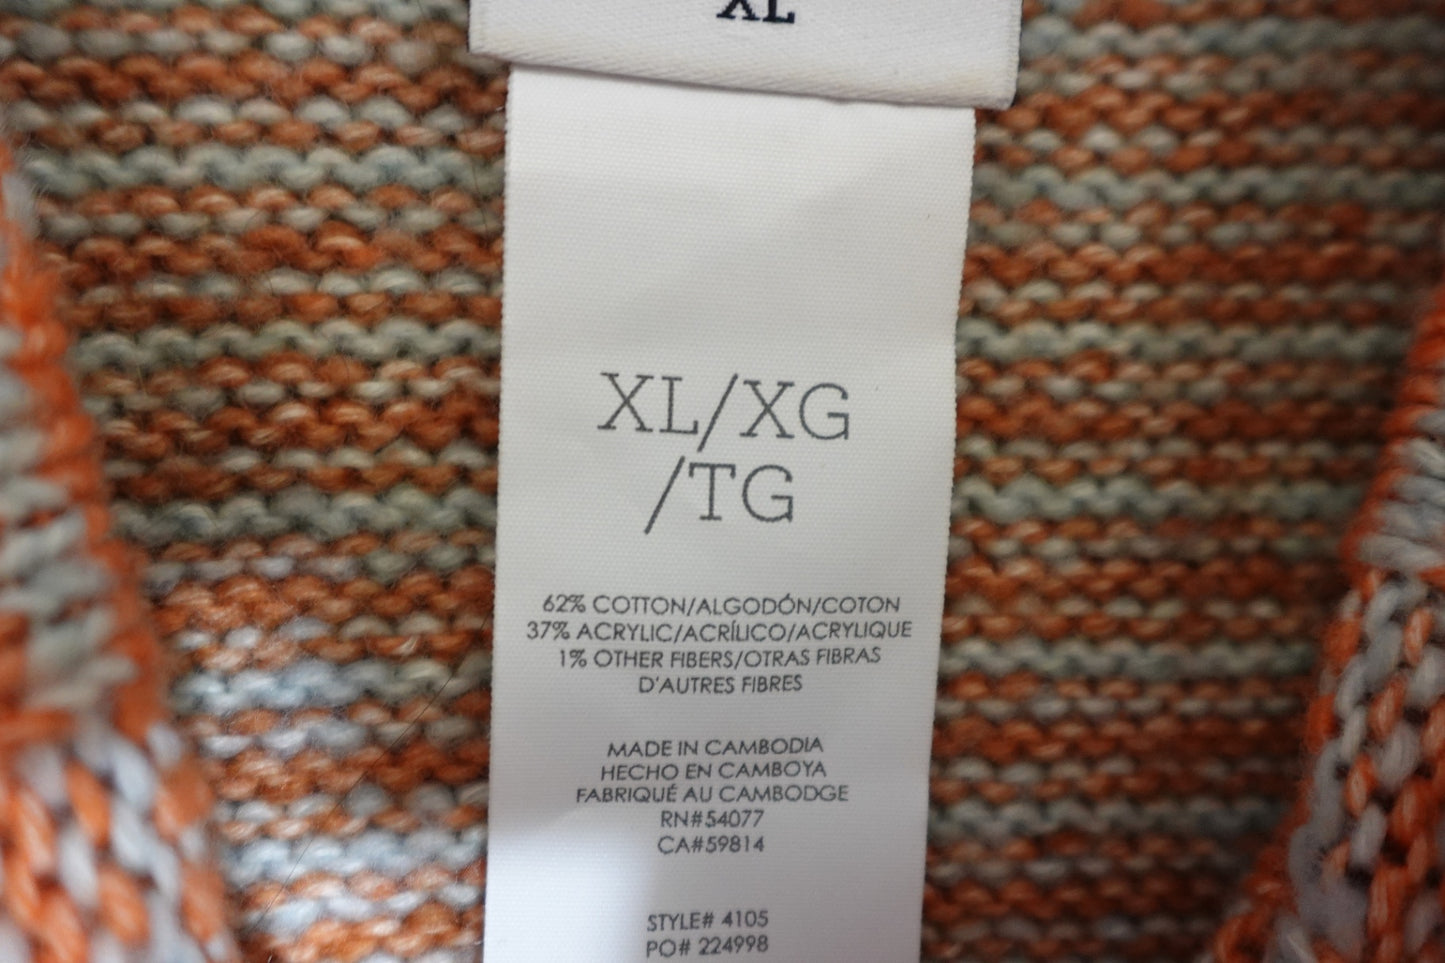 XL
XL/XG
/TG
62% COTTON/ALGODÓN/COTON
37% ACRYLIC/ACRÍLICO/ACRYLIQUE
1% OTHER FIBERS/OTRAS FIBRAS
D'AUTRES FIBRES
MADE IN CAMBODIA
HECHO EN CAMBOYA
FABRIQUÉ AU CAMBODGE
RN#54077
CA#59814
STYLE# 4105
PO# 224998